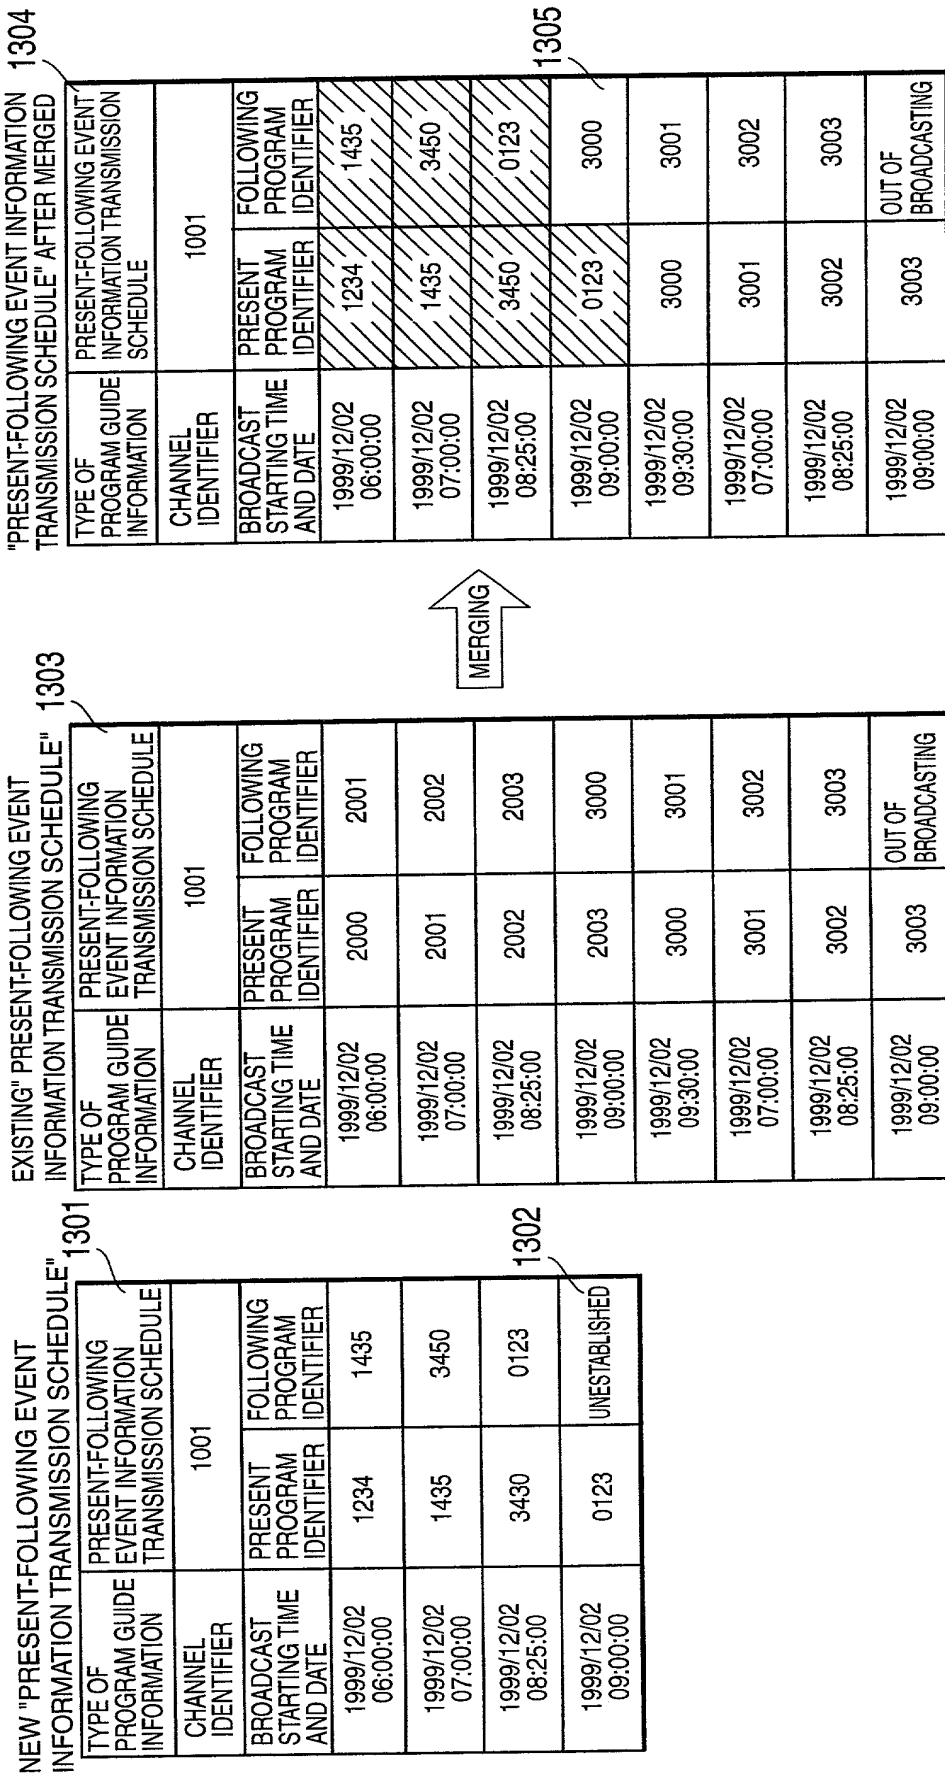 NEW "PRESENT-FOLLOWING EVENT
INFORMATION TRANSMISSION SCHEDULE"
1301
TYPE OF
PROGRAM GUIDE
INFORMATION
PRESENT-FOLLOWING
EVENT INFORMATION
TRANSMISSION SCHEDULE
CHANNEL
IDENTIFIER
1001
BROADCAST
STARTING TIME
AND DATE
PRESENT
PROGRAM
IDENTIFIER
FOLLOWING
PROGRAM
IDENTIFIER
1999/12/02
06:00:00
1234
1435
1999/12/02
07:00:00
1435
3450
1999/12/02
08:25:00
3430
0123
1302
1999/12/02
09:00:00
0123
UNESTABLISHED
EXISTING" PRESENT-FOLLOWING EVENT
INFORMATION TRANSMISSION SCHEDULE"
1303
TYPE OF
PROGRAM GUIDE
INFORMATION
PRESENT-FOLLOWING
EVENT INFORMATION
TRANSMISSION SCHEDULE
CHANNEL
IDENTIFIER
1001
BROADCAST
STARTING TIME
AND DATE
PRESENT
PROGRAM
IDENTIFIER
FOLLOWING
PROGRAM
IDENTIFIER
1999/12/02
06:00:00
2000
2001
1999/12/02
07:00:00
2001
2002
1999/12/02
08:25:00
2002
2003
1999/12/02
09:00:00
2003
3000
1999/12/02
09:30:00
3000
3001
1999/12/02
07:00:00
3001
3002
1999/12/02
08:25:00
3002
3003
1999/12/02
09:00:00
3003
OUT OF
BROADCASTING
MERGING
"PRESENT-FOLLOWING EVENT INFORMATION
TRANSMISSION SCHEDULE" AFTER MERGED
1304
TYPE OF
PROGRAM GUIDE
INFORMATION
PRESENT-FOLLOWING EVENT
INFORMATION TRANSMISSION
SCHEDULE
CHANNEL
IDENTIFIER
1001
BROADCAST
STARTING TIME
AND DATE
PRESENT
PROGRAM
IDENTIFIER
FOLLOWING
PROGRAM
IDENTIFIER
1999/12/02
06:00:00
1234
1435
1999/12/02
07:00:00
1435
3450
1999/12/02
08:25:00
3450
0123
1305
1999/12/02
09:00:00
0123
3000
1999/12/02
09:30:00
3000
3001
1999/12/02
07:00:00
3001
3002
1999/12/02
08:25:00
3002
3003
1999/12/02
09:00:00
3003
OUT OF
BROADCASTING